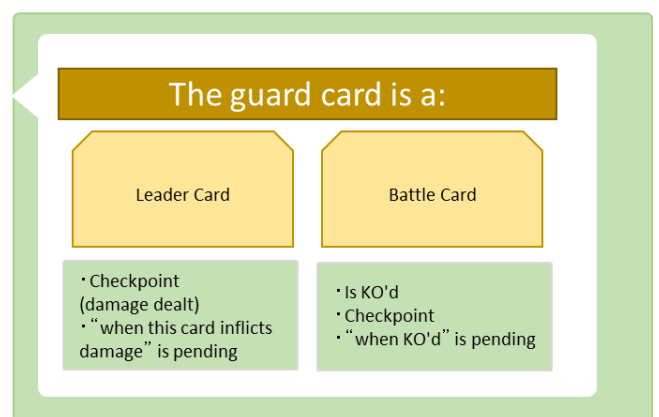 The guard card is a:
Leader Card
Battle Card
・Checkpoint
(damage dealt)
・“when this card inflicts
damage” is pending
・Is KO'd
・Checkpoint
・“when KO'd” is pending